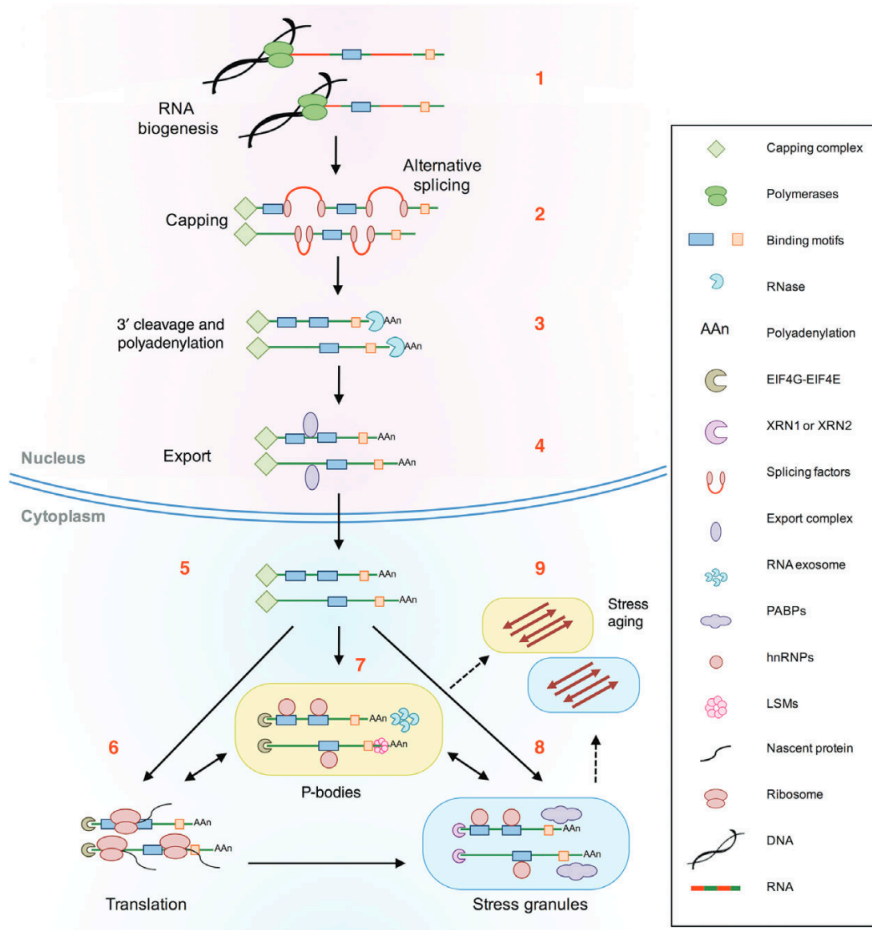 1
RNA
biogenesis
Alternative
splicing
Capping
2
3′ cleavage and
polyadenylation
3
AAn
AAn
Export
4
AAn
AAn
Nucleus
Cytoplasm
5
AAn
AAn
9
Stress
aging
7
AAn
AAn
P-bodies
6
AAn
AAn
Translation
8
AAn
AAn
Stress granules
Capping complex
Polymerases
Binding motifs
RNase
AAn
Polyadenylation
EIF4G-EIF4E
XRN1 or XRN2
Splicing factors
Export complex
RNA exosome
PABPs
hnRNPs
LSMs
Nascent protein
Ribosome
DNA
RNA